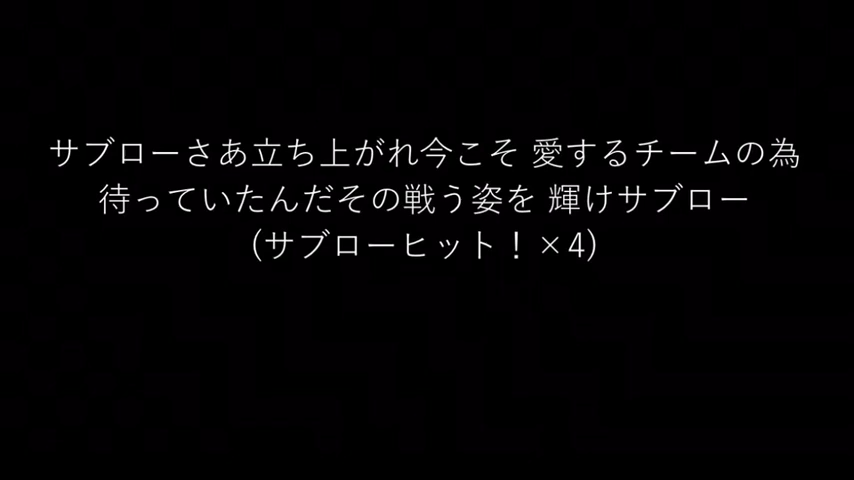 サブローさあ立ち上がれ今こそ 愛するチームの為
待っていたんだその戦う姿を 輝けサブロー
(サブローヒット！×4)